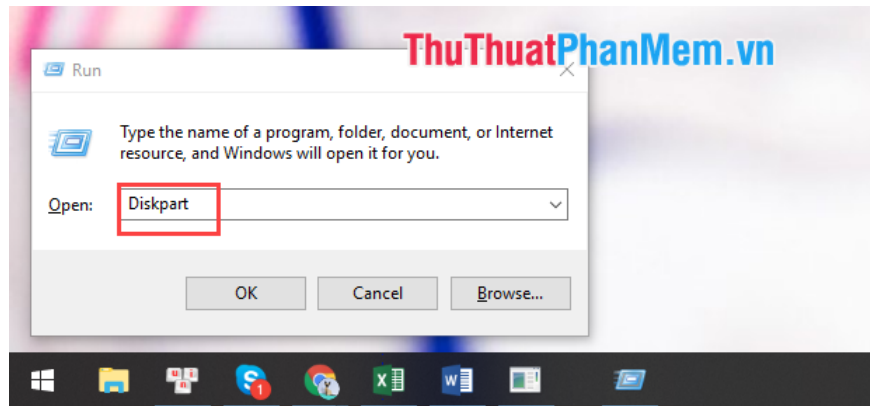 ThuThuatPhanMem.vn
Run
Type the name of a program, folder, document, or Internet
resource, and Windows will open it for you.
Open: Diskpart
OK Cancel Browse...
u n i
1